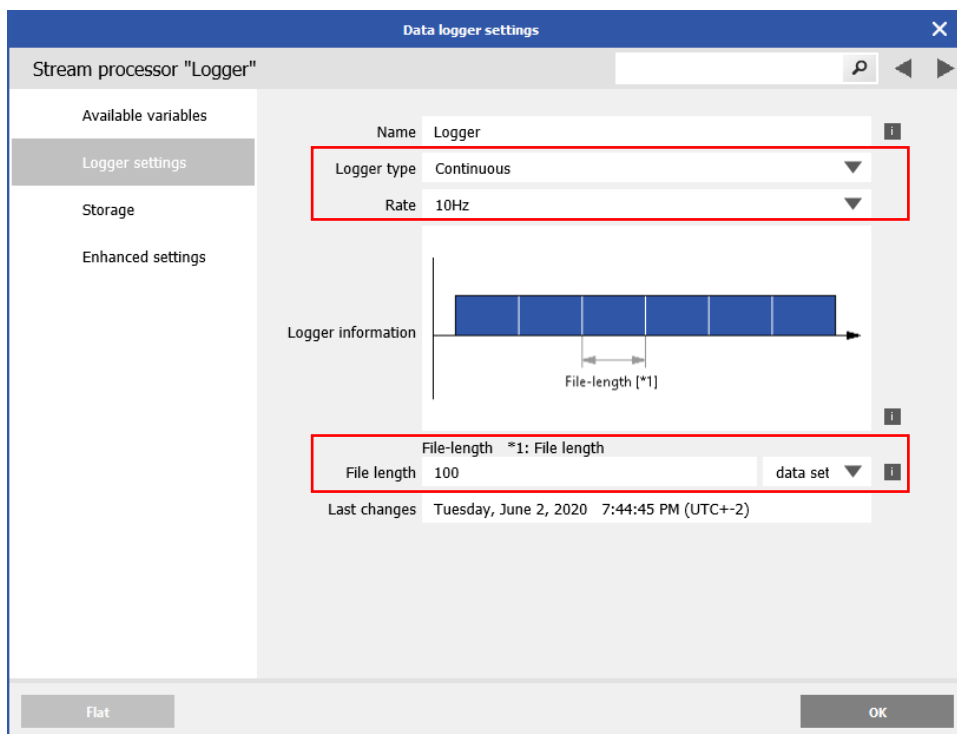 Data logger settings
Stream processor "Logger"
Available variables
Logger settings
Storage
Enhanced settings
Name Logger
Logger type Continuous
Rate 10Hz
Logger information
File-length [*1]
File-length *1: File length
File length 100 data set
Last changes Tuesday, June 2, 2020 7:44:45 PM (UTC+-2)
Flat
OK